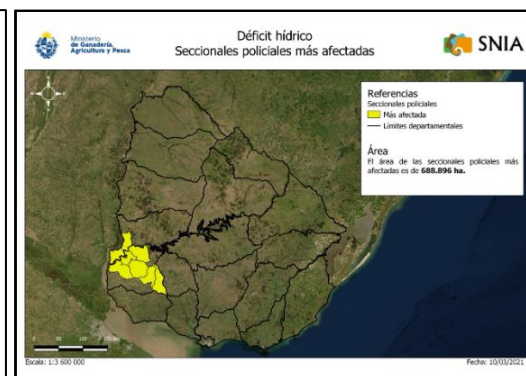 Ministerio
de Ganadería,
Agricultura y Pesca
Déficit hídrico
Seccionales policiales más afectadas
SNIA
Referencias
Seccionales policiales
Más afectada
Límites departamentales
Área
El área de las seccionales policiales más
afectadas es de 688.896 ha.
Escala: 1:3 600 000
Fecha: 10/03/2021